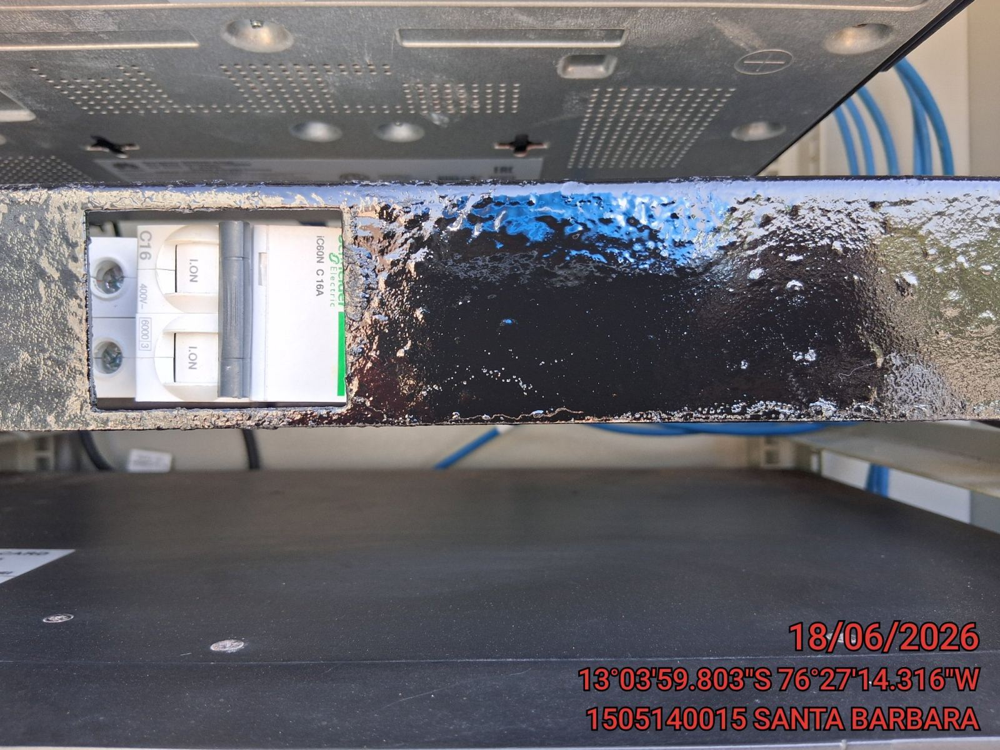 C16
400V~
6000 3
I.ON
I.ON
iC60N C 16A
Schneider
Electric
18/06/2026
13°03'59.803"S 76°27'14.316"W
1505140015 SANTA BARBARA